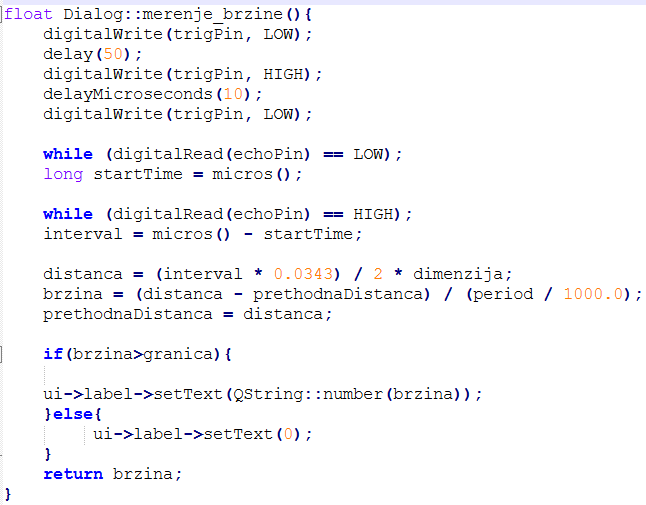 float Dialog::merenje_brzine(){
    digitalWrite(trigPin, LOW);
    delay(50);
    digitalWrite(trigPin, HIGH);
    delayMicroseconds(10);
    digitalWrite(trigPin, LOW);

    while (digitalRead(echoPin) == LOW);
    long startTime = micros();

    while (digitalRead(echoPin) == HIGH);
    interval = micros() - startTime;

    distanca = (interval * 0.0343) / 2 * dimenzija;
    brzina = (distanca - prethodnaDistanca) / (period / 1000.0);
    prethodnaDistanca = distanca;

    if(brzina>granica){

    ui->label->setText(QString::number(brzina));
    }else{
         ui->label->setText(0);
    }
    return brzina;
}